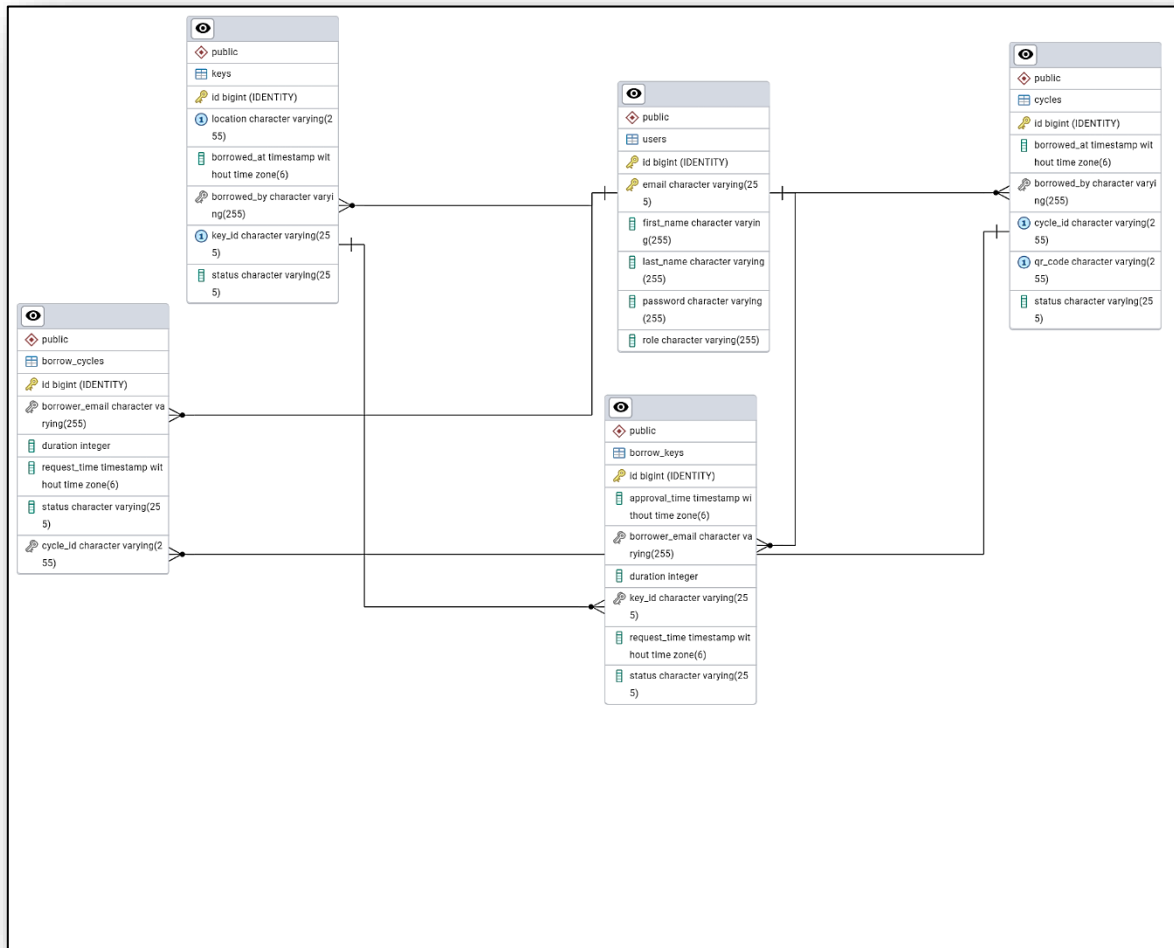 public
keys
id bigint (IDENTITY)
location character varying(2
55)
borrowed_at timestamp wit
hout time zone(6)
borrowed_by character varyi
ng(255)
key_id character varying(25
5)
status character varying(25
5)
public
users
id bigint (IDENTITY)
email character varying(25
5)
first_name character varyin
g(255)
last_name character varying
(255)
password character varying
(255)
role character varying(255)
public
cycles
id bigint (IDENTITY)
borrowed_at timestamp wit
hout time zone(6)
borrowed_by character varyi
ng(255)
cycle_id character varying(2
55)
qr_code character varying(2
55)
status character varying(25
5)
public
borrow_cycles
id bigint (IDENTITY)
borrower_email character va
rying(255)
duration integer
request_time timestamp wit
hout time zone(6)
status character varying(25
5)
cycle_id character varying(2
55)
public
borrow_keys
id bigint (IDENTITY)
approval_time timestamp wi
thout time zone(6)
borrower_email character va
rying(255)
duration integer
key_id character varying(25
5)
request_time timestamp wit
hout time zone(6)
status character varying(25
5)